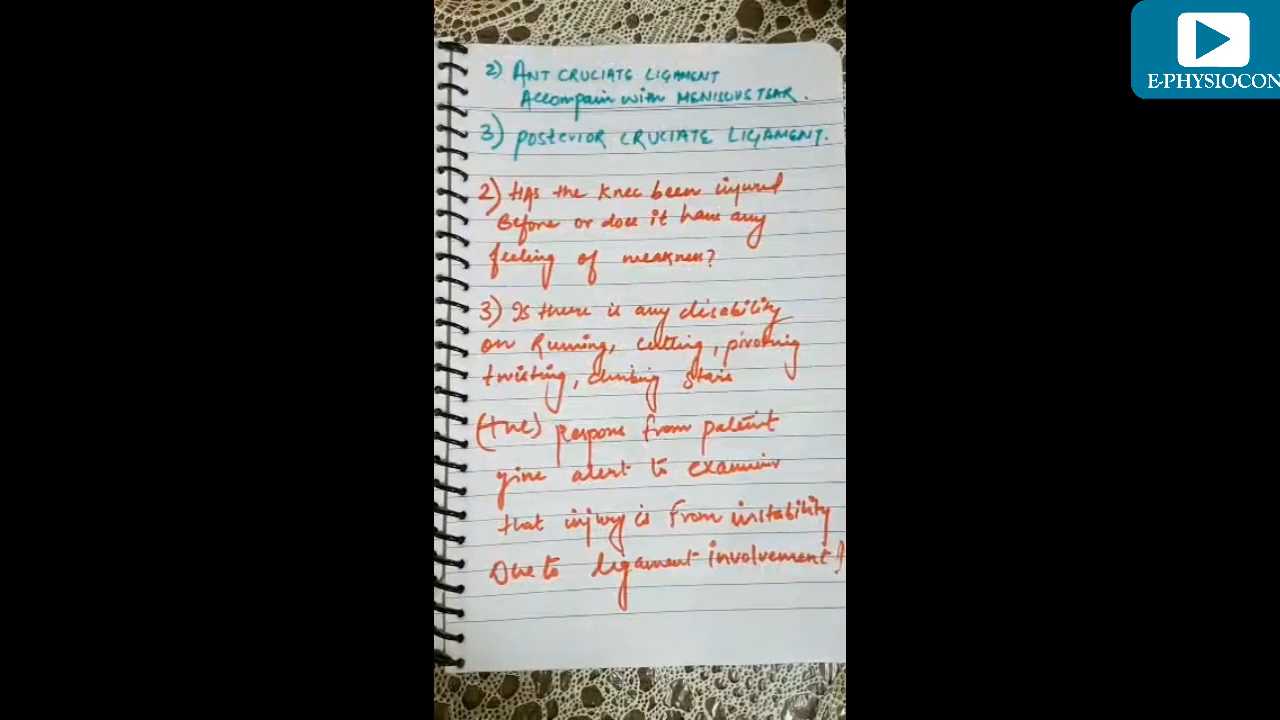 2) ANT CRUCIATE LIGAMENT
Accompain with MENISCUS TEAR.
3) Posterior CRUCIATE LIGAMENT.
2) HAs the knee been injured
Before or does it have any
feeling of weakness?
3) Is there is any disability
on Running, cutting, pivoting
twisting, climbing stairs
(+ve) Respons from patient
give alert to examiner
that injury is From instability
Due to ligament involvement
E-PHYSIOCON